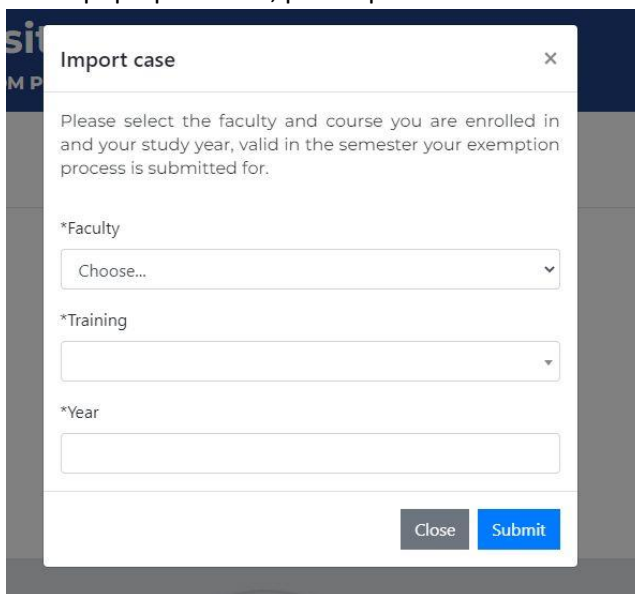 sit
M P
Import case ×
Please select the faculty and course you are enrolled in
and your study year, valid in the semester your exemption
process is submitted for.
*Faculty
Choose...
*Training
*Year
Close Submit